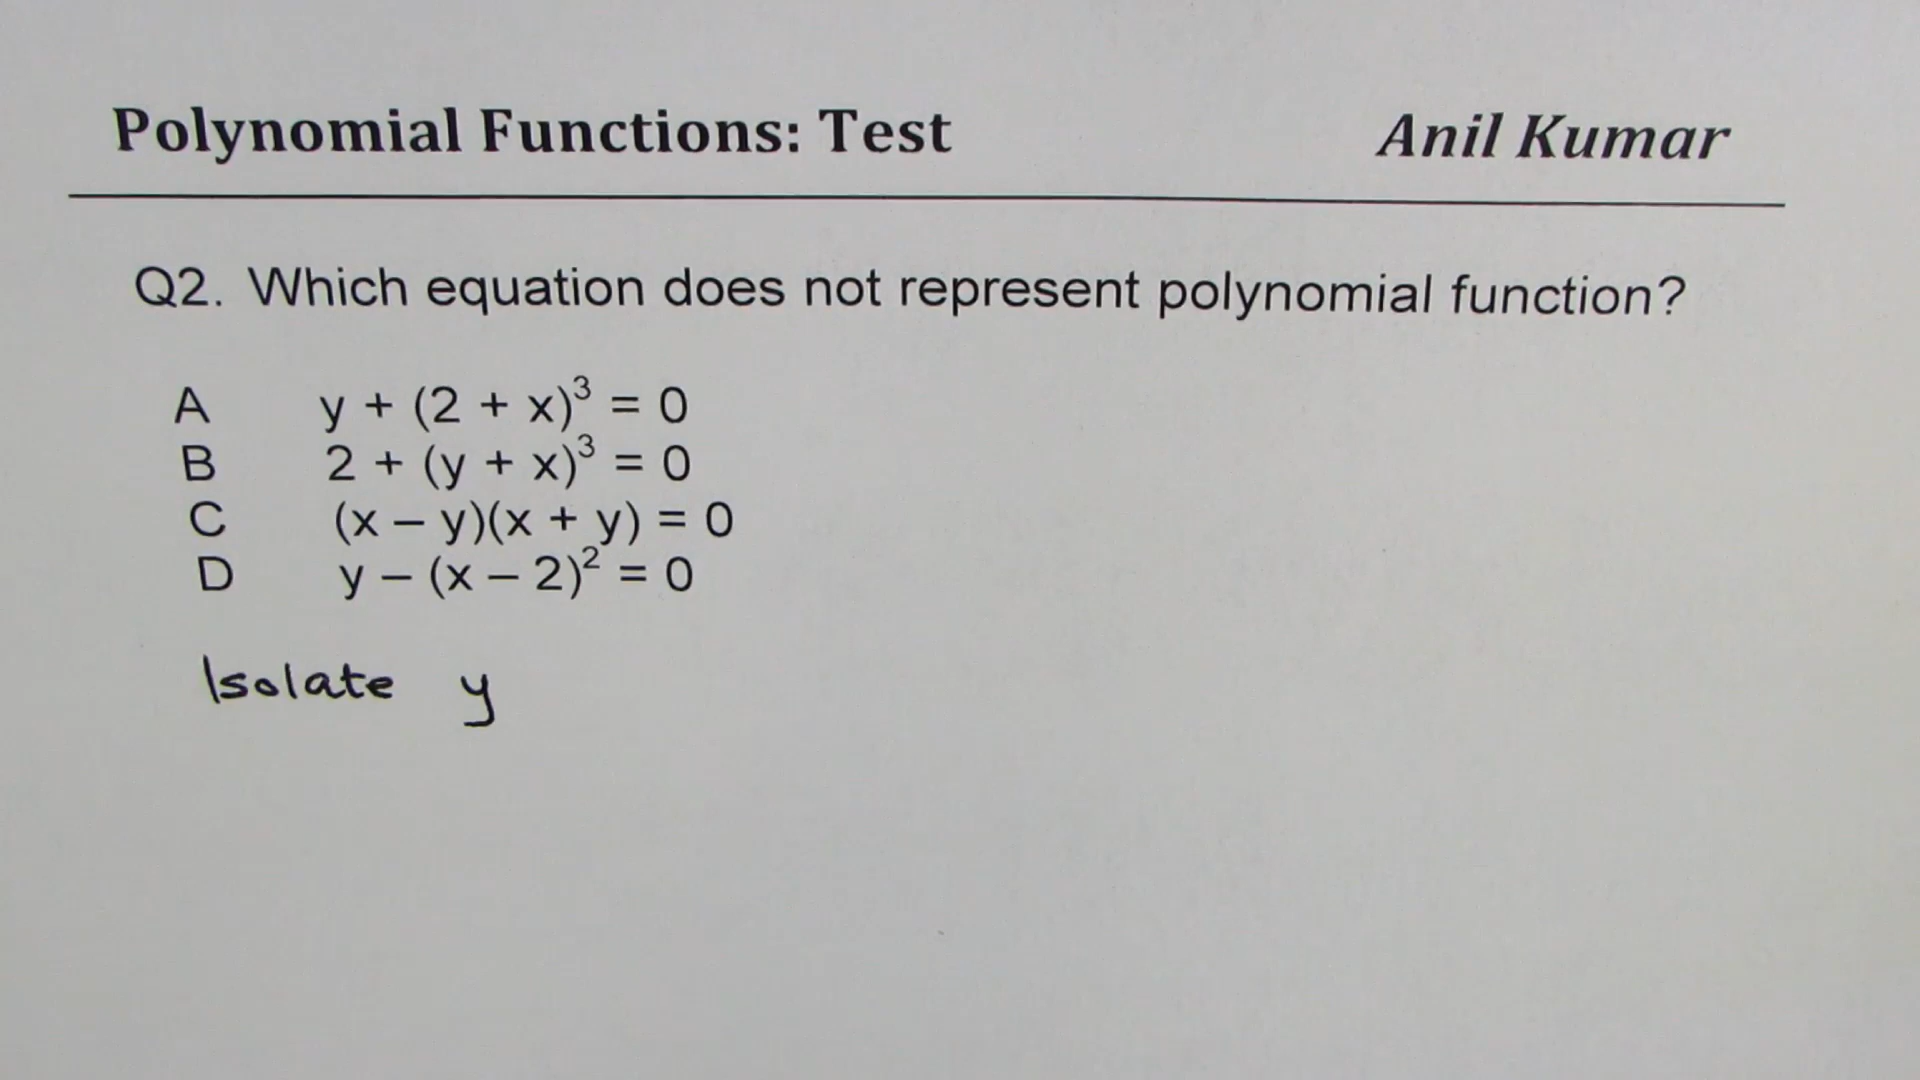 Polynomial Functions: Test Anil Kumar
Q2. Which equation does not represent polynomial function?
A y + (2 + x)³ = 0
B 2 + (y + x)³ = 0
C (x – y)(x + y) = 0
D y – (x – 2)² = 0
Isolate y